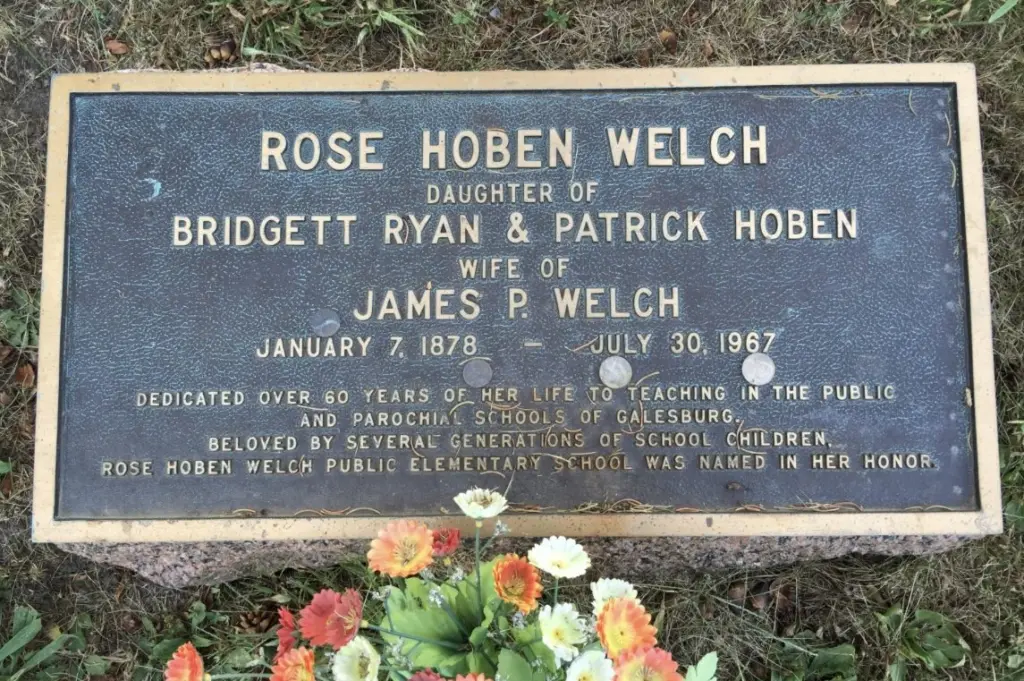 ROSE HOBEN WELCH
DAUGHTER OF
BRIDGETT RYAN & PATRICK HOBEN
WIFE OF
JAMES P. WELCH
JANUARY 7, 1878 – JULY 30, 1967
DEDICATED OVER 60 YEARS OF HER LIFE TO TEACHING IN THE PUBLIC
AND PAROCHIAL SCHOOLS OF GALESBURG.
BELOVED BY SEVERAL GENERATIONS OF SCHOOL CHILDREN.
ROSE HOBEN WELCH PUBLIC ELEMENTARY SCHOOL WAS NAMED IN HER HONOR.